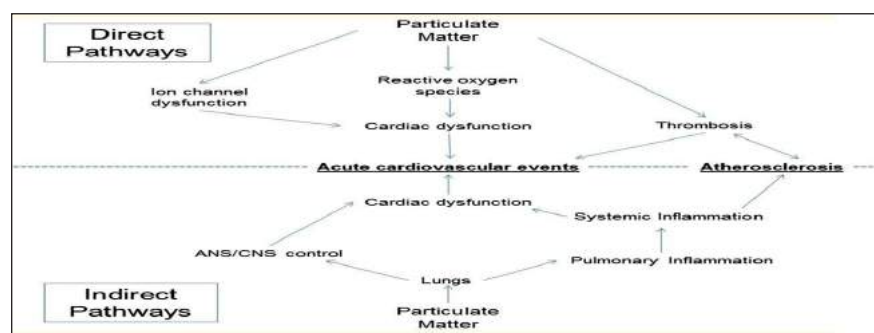 Direct
Pathways
Particulate
Matter
Ion channel
dysfunction
Reactive oxygen
species
Cardiac dysfunction
Thrombosis
Acute cardiovascular events
Atherosclerosis
Cardiac dysfunction
Systemic Inflammation
ANS/CNS control
Lungs
Pulmonary Inflammation
Indirect
Pathways
Particulate
Matter